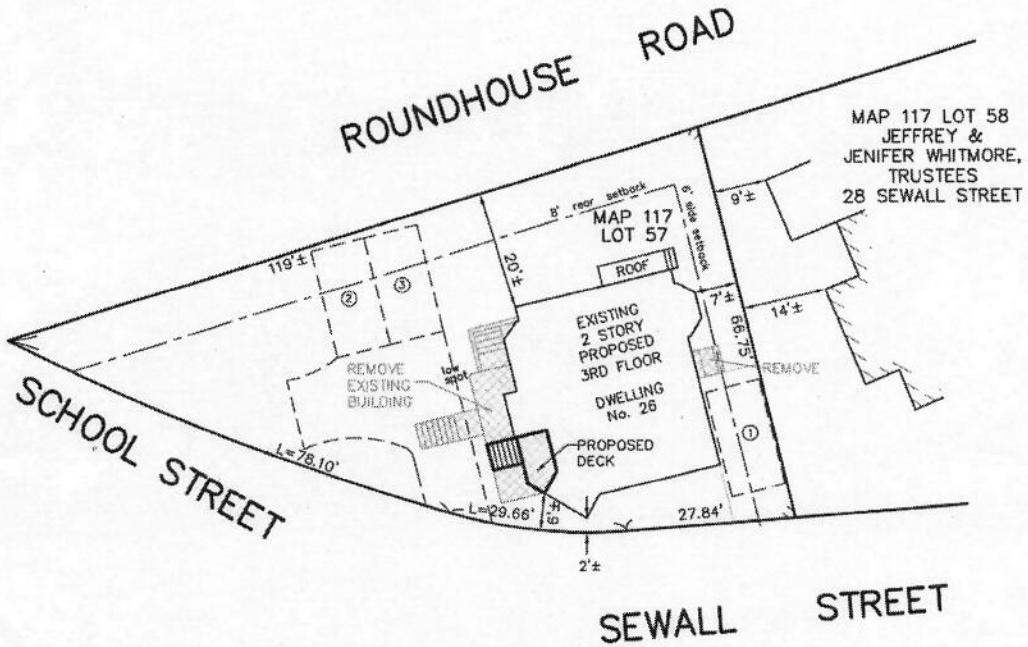 ROUNDHOUSE ROAD
MAP 117 LOT 58
JEFFREY &
JENIFER WHITMORE,
TRUSTEES
28 SEWALL STREET
8' rear setback
6' side setback
MAP 117
LOT 57
9'±
119'±
20'±
ROOF
②
③
7'±
66.75'
14'±
EXISTING
2 STORY
PROPOSED
3RD FLOOR
DWELLING
No. 26
REMOVE
EXISTING
BUILDING
low
spot
REMOVE
①
PROPOSED
DECK
SCHOOL STREET
L=78.10'
L=29.66'
6'±
27.84'
2'±
SEWALL STREET